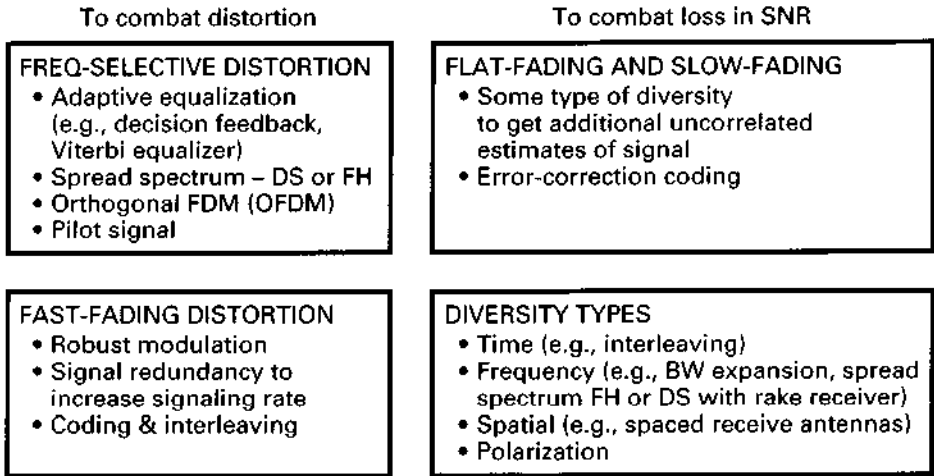 To combat distortion
FREQ-SELECTIVE DISTORTION
• Adaptive equalization
(e.g., decision feedback,
Viterbi equalizer)
• Spread spectrum – DS or FH
• Orthogonal FDM (OFDM)
• Pilot signal
FAST-FADING DISTORTION
• Robust modulation
• Signal redundancy to
increase signaling rate
• Coding & interleaving
To combat loss in SNR
FLAT-FADING AND SLOW-FADING
• Some type of diversity
to get additional uncorrelated
estimates of signal
• Error-correction coding
DIVERSITY TYPES
• Time (e.g., interleaving)
• Frequency (e.g., BW expansion, spread
spectrum FH or DS with rake receiver)
• Spatial (e.g., spaced receive antennas)
• Polarization